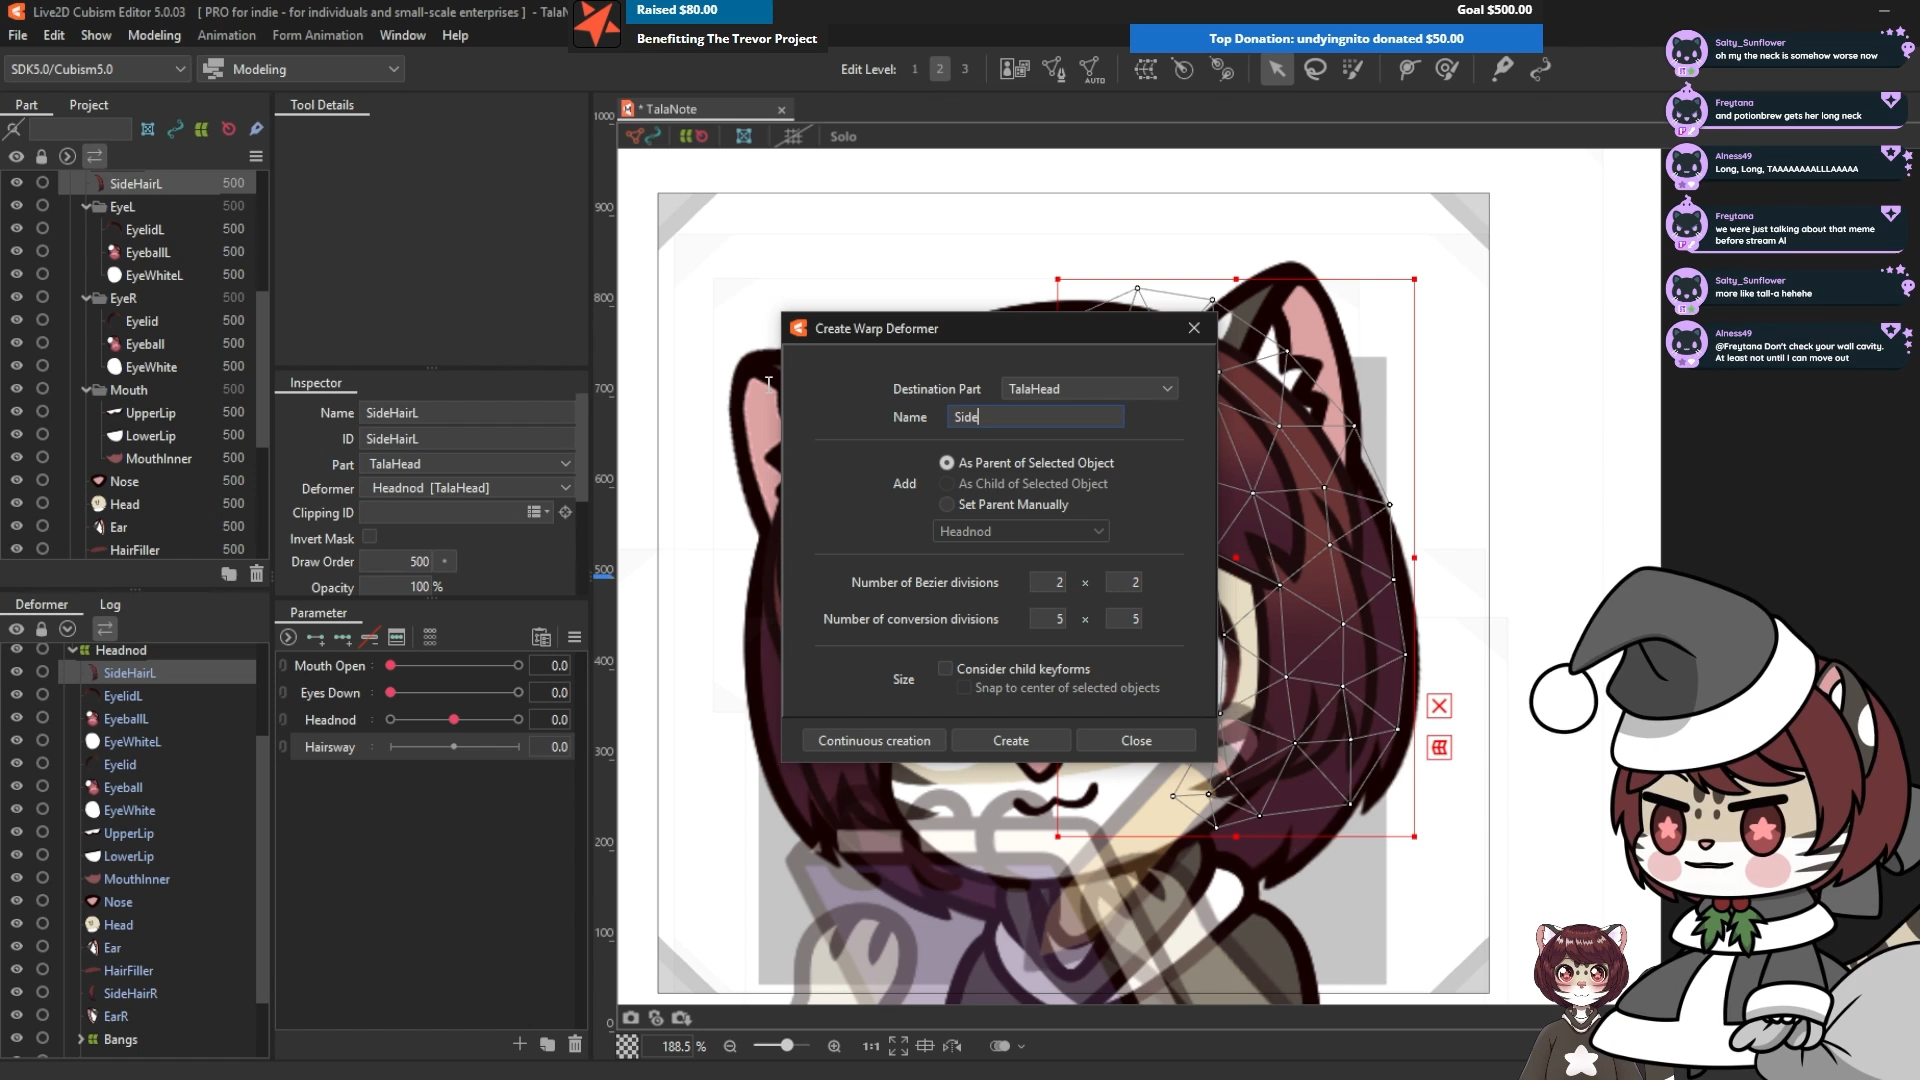 Live2D Cubism Editor 5.0.03 [ PRO for indie - for individuals and small-scale enterprises ] - TalaN
Raised $80.00
Goal $500.00
Benefitting The Trevor Project
Top Donation: undyingnito donated $50.00
File Edit Show Modeling Animation Form Animation Window Help
SDK5.0/Cubism5.0
Modeling
Edit Level: 1 2 3
AUTO
Part Project
Tool Details
* TalaNote
Solo
SideHairL 500
EyeL 500
EyelidL 500
EyeballL 500
EyeWhiteL 500
EyeR 500
Eyelid 500
Eyeball 500
EyeWhite 500
Mouth 500
UpperLip 500
LowerLip 500
MouthInner 500
Nose 500
Head 500
Ear 500
HairFiller 500
Deformer Log
Headnod
SideHairL
EyelidL
EyeballL
EyeWhiteL
Eyelid
Eyeball
EyeWhite
UpperLip
LowerLip
MouthInner
Nose
Head
Ear
HairFiller
SideHairR
EarR
Bangs
Inspector
Name SideHairL
ID SideHairL
Part TalaHead
Deformer Headnod [TalaHead]
Clipping ID
Invert Mask
Draw Order 500
Opacity 100 %
Parameter
Mouth Open : 0.0
Eyes Down : 0.0
Headnod : 0.0
Hairsway : 0.0
1000
900
800
700
600
500
400
300
200
100
0
Create Warp Deformer
Destination Part TalaHead
Name Side
Add
As Parent of Selected Object
As Child of Selected Object
Set Parent Manually
Headnod
Number of Bezier divisions 2 × 2
Number of conversion divisions 5 × 5
Size
Consider child keyforms
Snap to center of selected objects
Continuous creation Create Close
188.5 %
1:1
Salty_Sunflower
oh my the neck is somehow worse now
Freytana
and potionbrew gets her long neck
Alness49
Long, Long, TAAAAAAAALLLAAAAA
Freytana
we were just talking about that meme
before stream Al
Salty_Sunflower
more like tall-a hehehe
Alness49
@Freytana Don't check your wall cavity.
At least not until I can move out